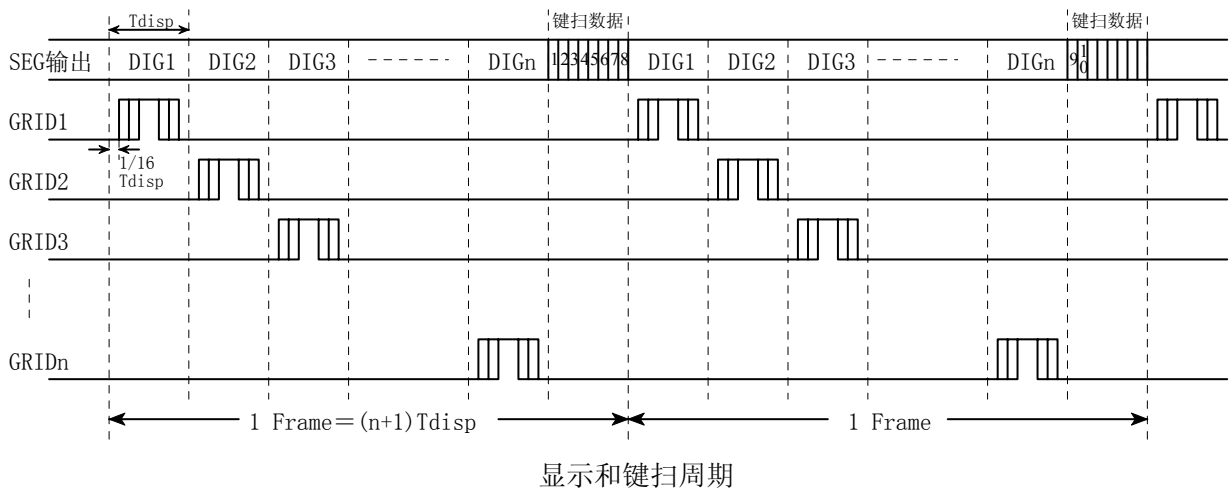 Tdisp 键扫数据 键扫数据
SEG输出 DIG1 DIG2 DIG3 DIGn 12345678 DIG1 DIG2 DIG3 DIGn 9 10
GRID1
1/16
Tdisp
GRID2
GRID3
GRIDn
1 Frame=(n+1)Tdisp 1 Frame
显示和键扫周期